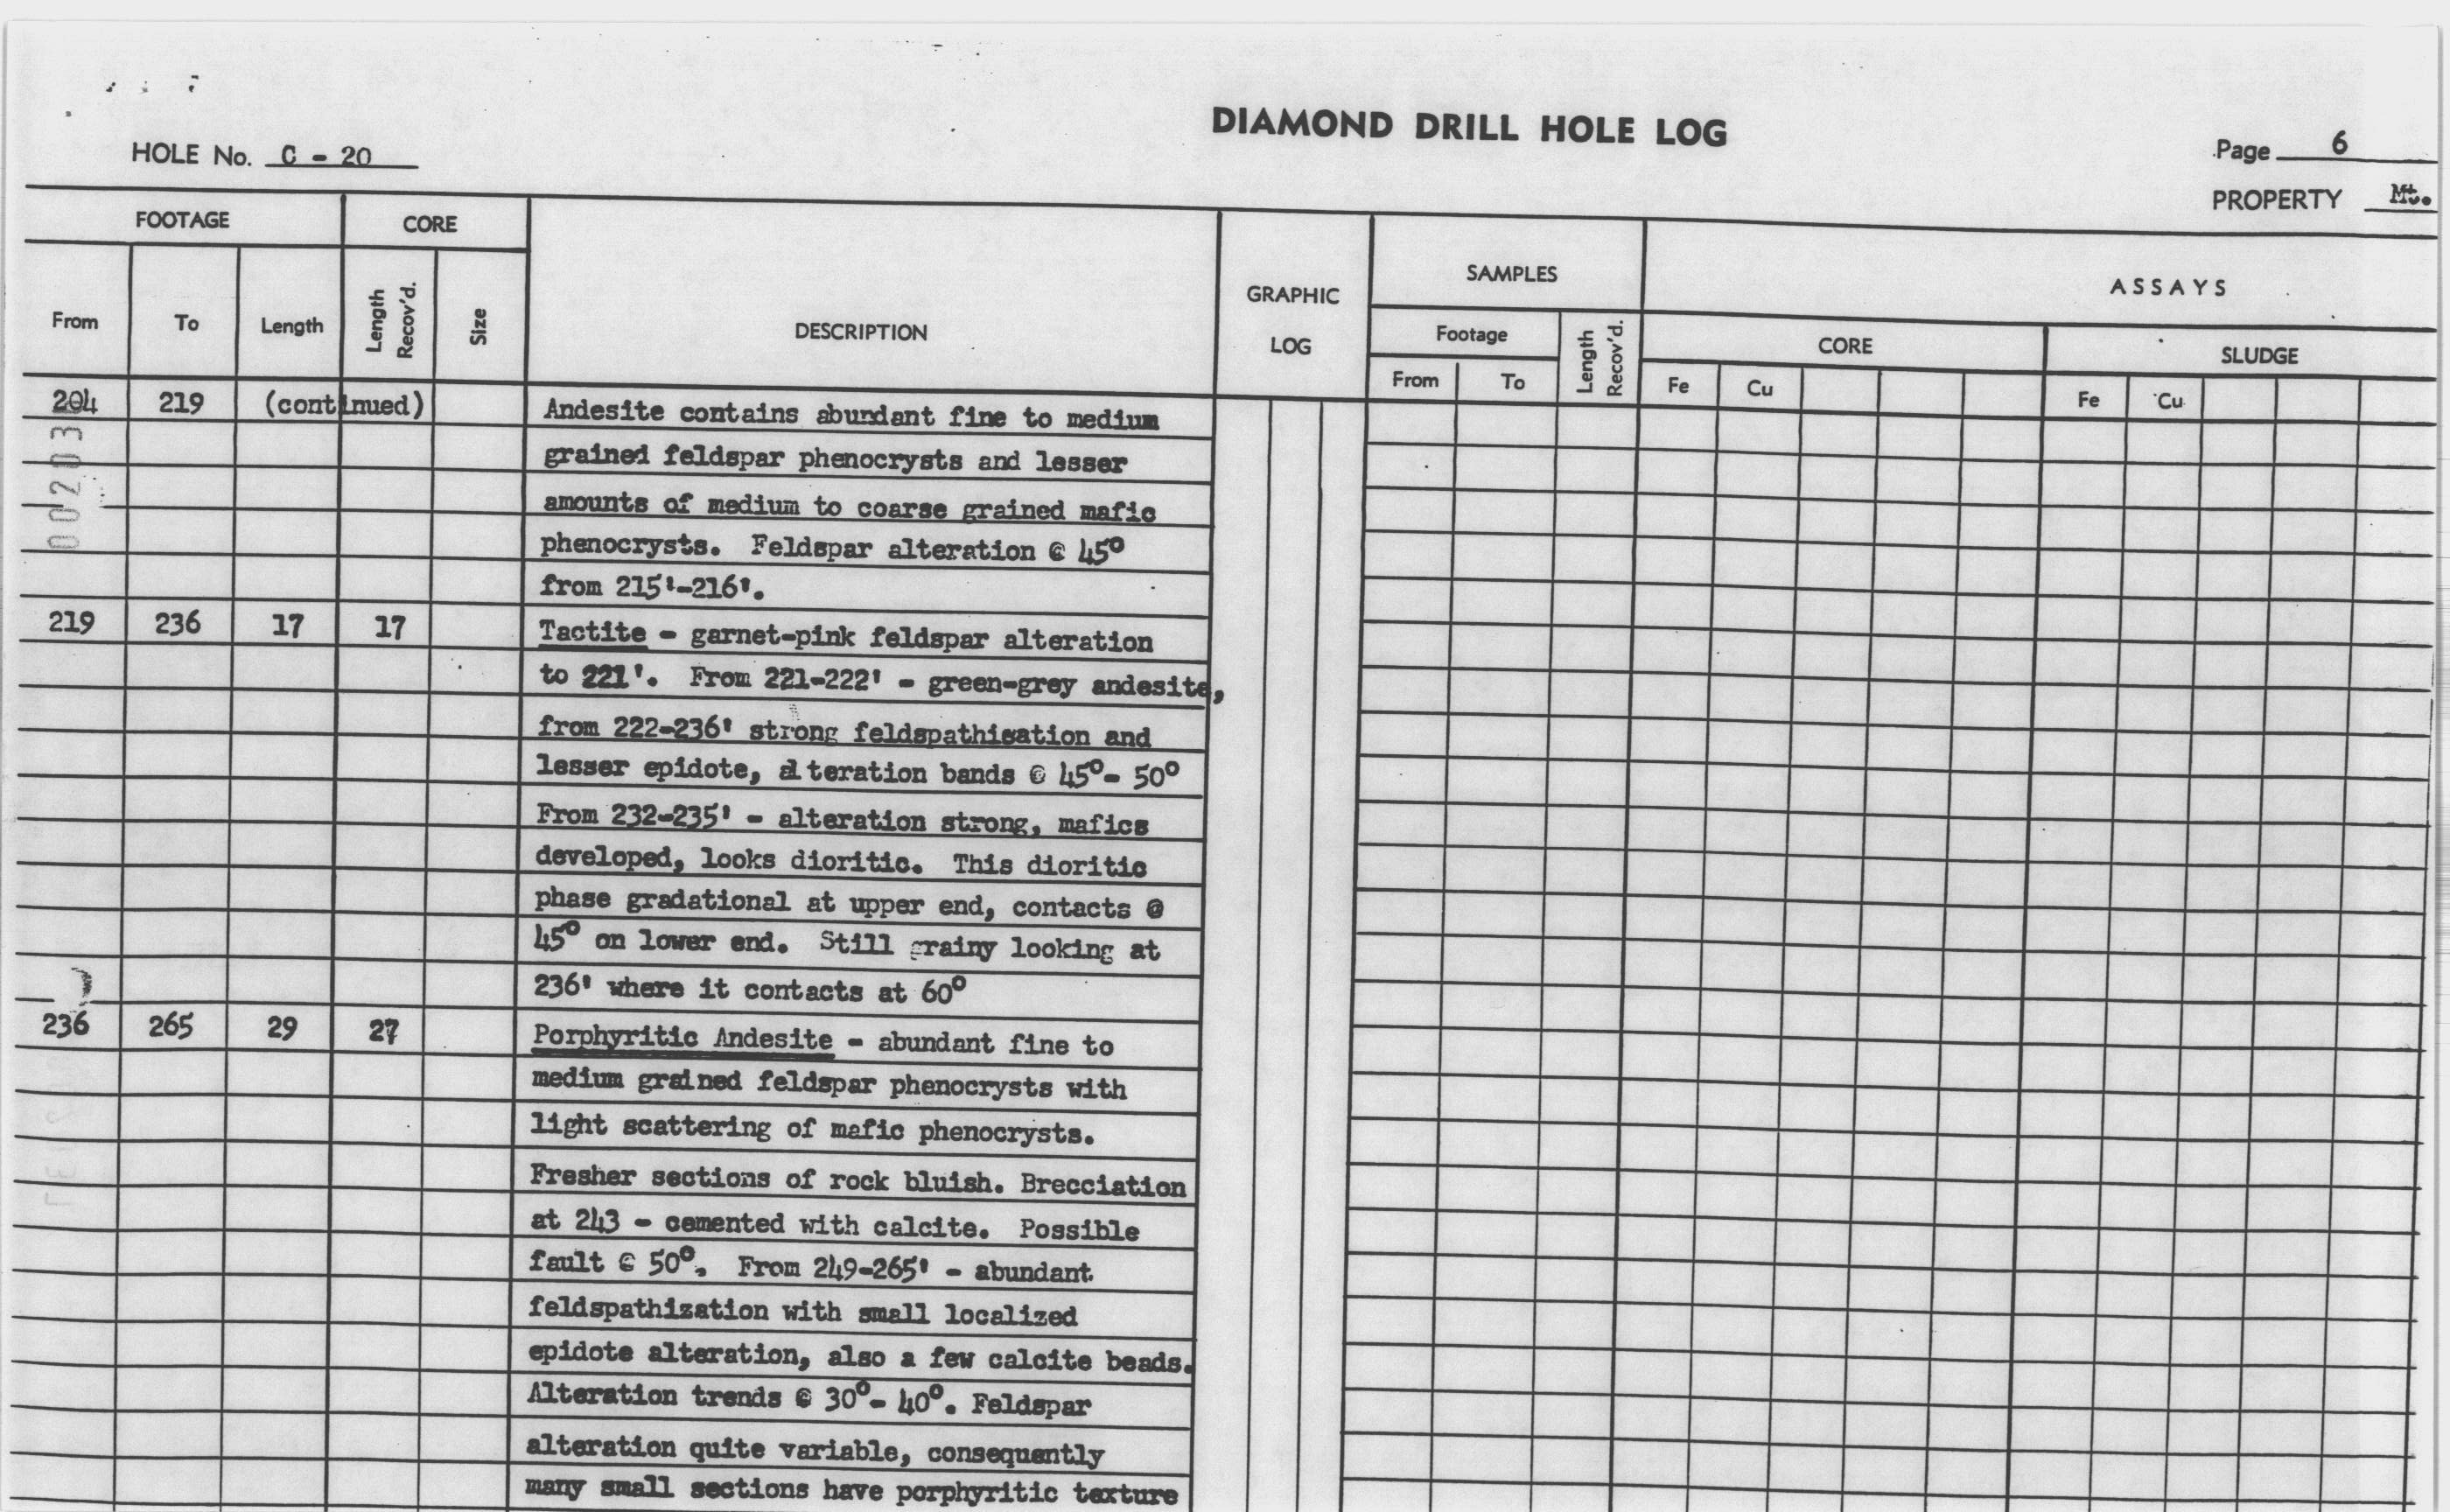 DIAMOND DRILL HOLE LOG
HOLE No. C - 20
Page 6
PROPERTY Mt.
FOOTAGE CORE
SAMPLES
ASSAYS
GRAPHIC
LOG
From To Length Length Recov'd. Size DESCRIPTION
Footage Length Recov'd. CORE SLUDGE
From To Fe Cu Fe Cu
204 219 (continued) Andesite contains abundant fine to medium
grained feldspar phenocrysts and lesser
amounts of medium to coarse grained mafic
phenocrysts. Feldspar alteration @ 45°
from 215'-216'.
00203
219 236 17 17 Tactite - garnet-pink feldspar alteration
to 221'. From 221-222' - green-grey andesite,
from 222-236' strong feldspathisation and
lesser epidote, alteration bands @ 45°- 50°
From 232-235' - alteration strong, mafics
developed, looks dioritic. This dioritic
phase gradational at upper end, contacts @
45° on lower end. Still grainy looking at
236' where it contacts at 60°
236 265 29 27 Porphyritic Andesite - abundant fine to
medium grained feldspar phenocrysts with
light scattering of mafic phenocrysts.
Fresher sections of rock bluish. Brecciation
at 243 - cemented with calcite. Possible
fault @ 50°. From 249-265' - abundant
feldspathization with small localized
epidote alteration, also a few calcite beads.
Alteration trends @ 30°- 40°. Feldspar
alteration quite variable, consequently
many small sections have porphyritic texture